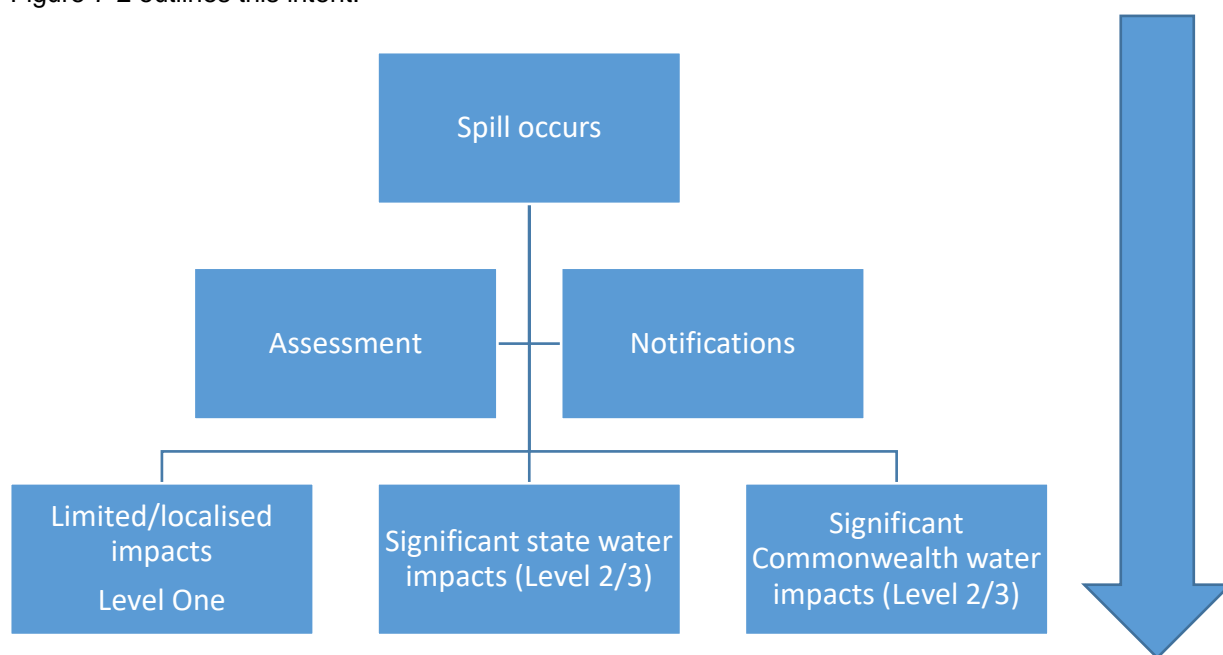 Spill occurs
Assessment
Notifications
Limited/localised
impacts
Level One
Significant state water
impacts (Level 2/3)
Significant
Commonwealth water
impacts (Level 2/3)